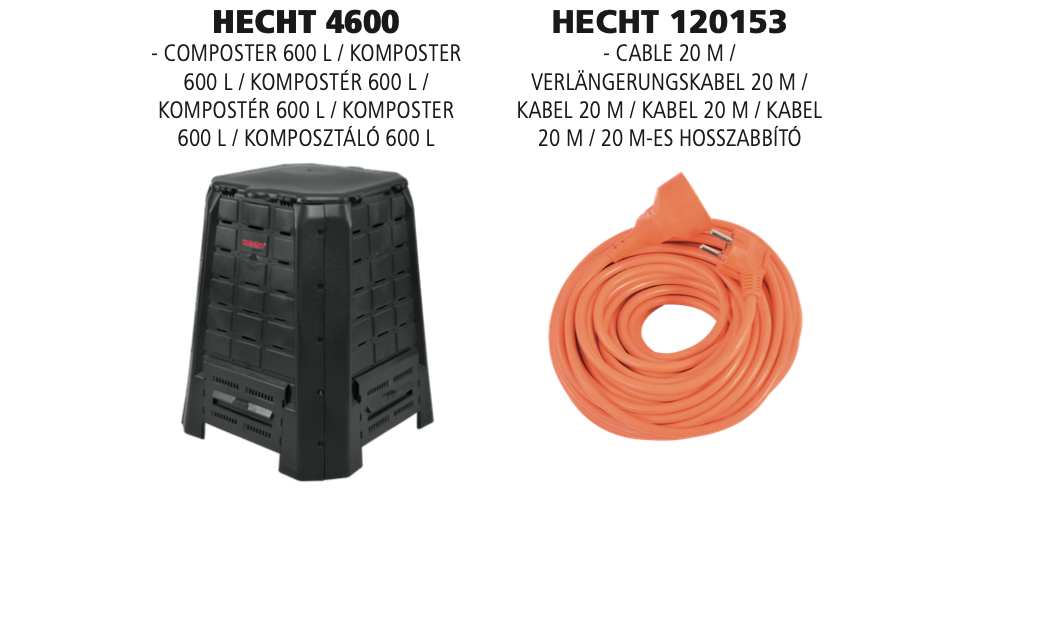 HECHT 4600
- COMPOSTER 600 L / KOMPOSTER
600 L / KOMPOSTÉR 600 L /
KOMPOSTÉR 600 L / KOMPOSTER
600 L / KOMPOSZTÁLÓ 600 L
HECHT 120153
- CABLE 20 M /
VERLÄNGERUNGSKABEL 20 M /
KABEL 20 M / KABEL 20 M / KABEL
20 M / 20 M-ES HOSSZABBÍTÓ